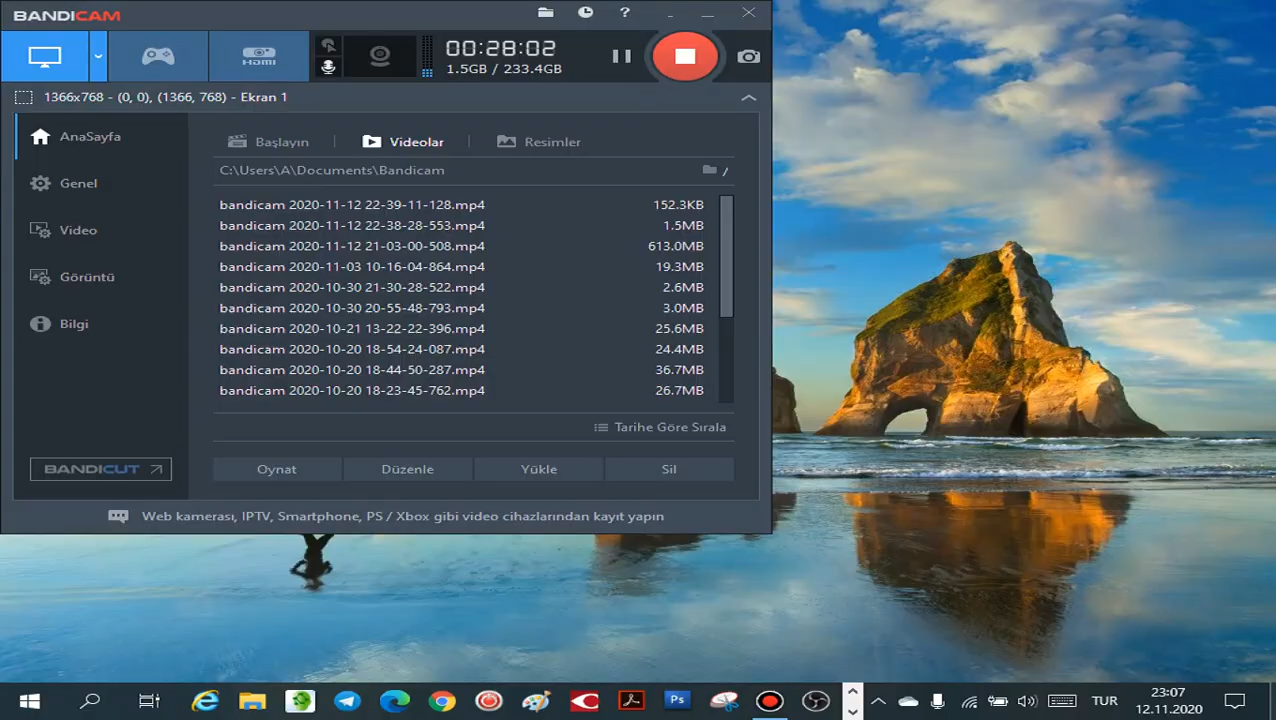 BANDICAM
?
HDMI
00:28:02
1.5GB / 233.4GB
1366x768 - (0, 0), (1366, 768) - Ekran 1
AnaSayfa
Genel
Video
Görüntü
Bilgi
BANDICUT
Başlayın
Videolar
Resimler
C:\Users\A\Documents\Bandicam
/
bandicam 2020-11-12 22-39-11-128.mp4 152.3KB
bandicam 2020-11-12 22-38-28-553.mp4 1.5MB
bandicam 2020-11-12 21-03-00-508.mp4 613.0MB
bandicam 2020-11-03 10-16-04-864.mp4 19.3MB
bandicam 2020-10-30 21-30-28-522.mp4 2.6MB
bandicam 2020-10-30 20-55-48-793.mp4 3.0MB
bandicam 2020-10-21 13-22-22-396.mp4 25.6MB
bandicam 2020-10-20 18-54-24-087.mp4 24.4MB
bandicam 2020-10-20 18-44-50-287.mp4 36.7MB
bandicam 2020-10-20 18-23-45-762.mp4 26.7MB
Tarihe Göre Sırala
Oynat Düzenle Yükle Sil
Web kamerası, IPTV, Smartphone, PS / Xbox gibi video cihazlarından kayıt yapın
Ps
TUR
23:07
12.11.2020